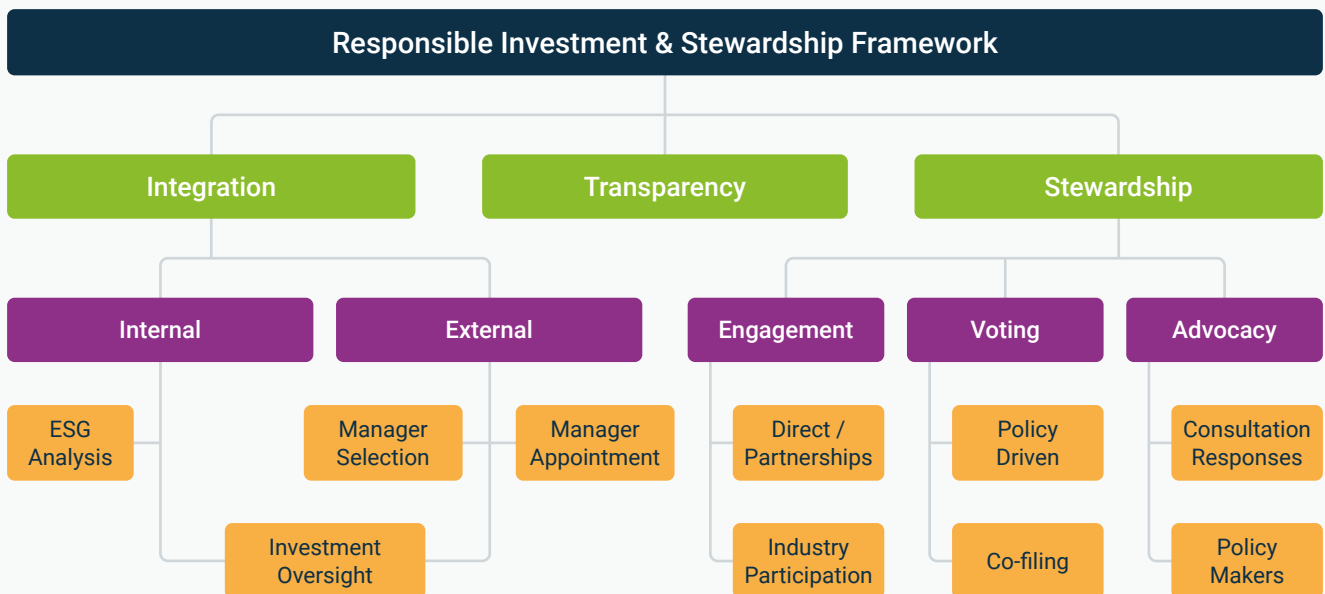 Responsible Investment & Stewardship Framework
Integration
Transparency
Stewardship
Internal
External
Engagement
Voting
Advocacy
ESG
Analysis
Manager
Selection
Manager
Appointment
Direct /
Partnerships
Policy
Driven
Consultation
Responses
Investment
Oversight
Industry
Participation
Co-filing
Policy
Makers